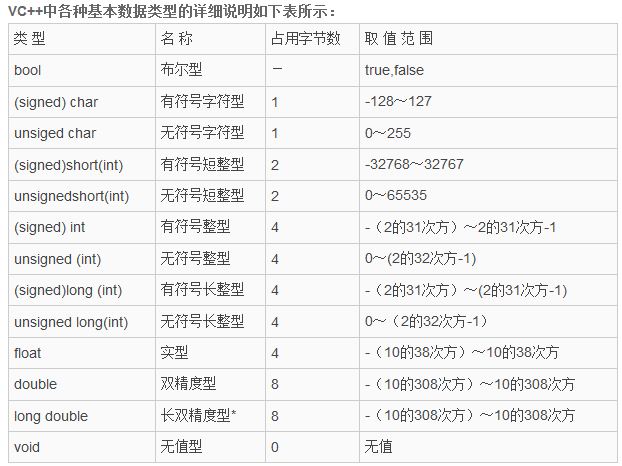 VC++中各种基本数据类型的详细说明如下表所示：
类 型 名 称 占用字节数 取 值 范 围
bool 布尔型 － true,false
(signed) char 有符号字符型 1 -128～127
unsiged char 无符号字符型 1 0～255
(signed)short(int) 有符号短整型 2 -32768～32767
unsignedshort(int) 无符号短整型 2 0～65535
(signed) int 有符号整型 4 -（2的31次方）～2的31次方-1
unsigned (int) 无符号整型 4 0～(2的32次方-1)
(signed)long (int) 有符号长整型 4 -（2的31次方）～(2的31次方-1)
unsigned long(int) 无符号长整型 4 0～（2的32次方-1）
float 实型 4 -（10的38次方）～10的38次方
double 双精度型 8 -（10的308次方）～10的308次方
long double 长双精度型* 8 -（10的308次方）～10的308次方
void 无值型 0 无值